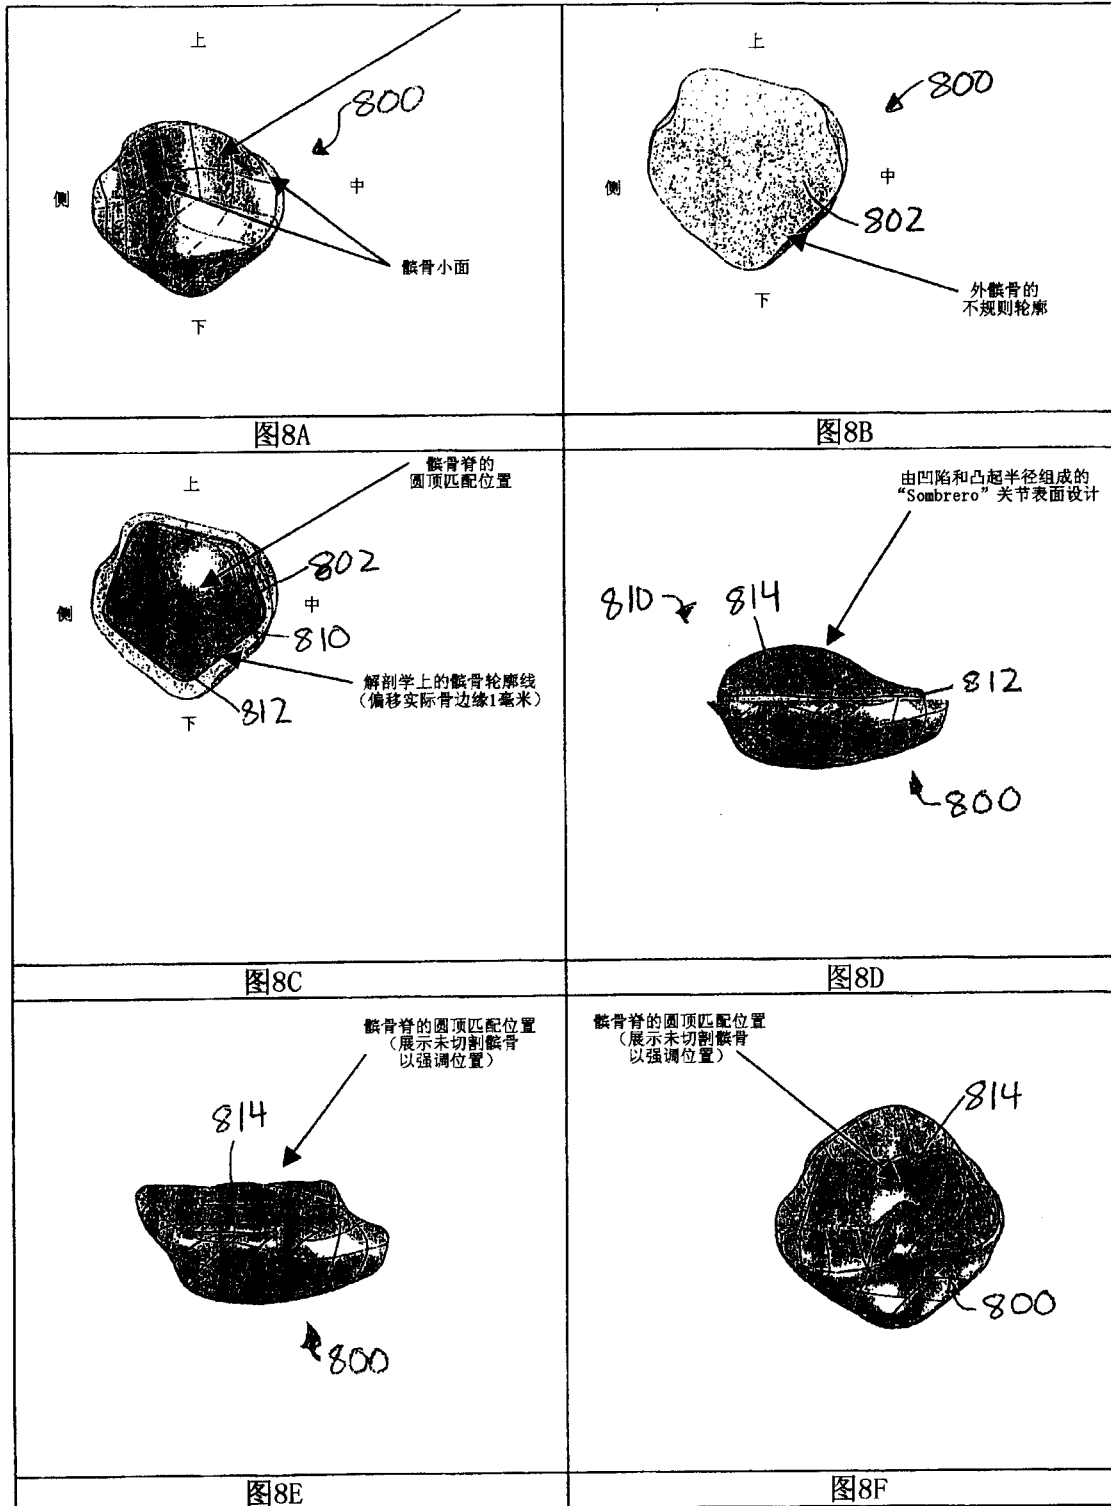 上
800
侧
中
髌骨小面
下
图8A
上
800
侧
中
802
外髌骨的
不规则轮廓
下
图8B
髌骨脊的
圆顶匹配位置
上
802
侧
中
810
解剖学上的髌骨轮廓线
（偏移实际骨边缘1毫米）
812
下
图8C
由凹陷和凸起半径组成的
“Sombrero”关节表面设计
810
814
812
800
图8D
髌骨脊的圆顶匹配位置
（展示未切割髌骨
以强调位置）
814
800
图8E
髌骨脊的圆顶匹配位置
（展示未切割髌骨
以强调位置）
814
800
图8F